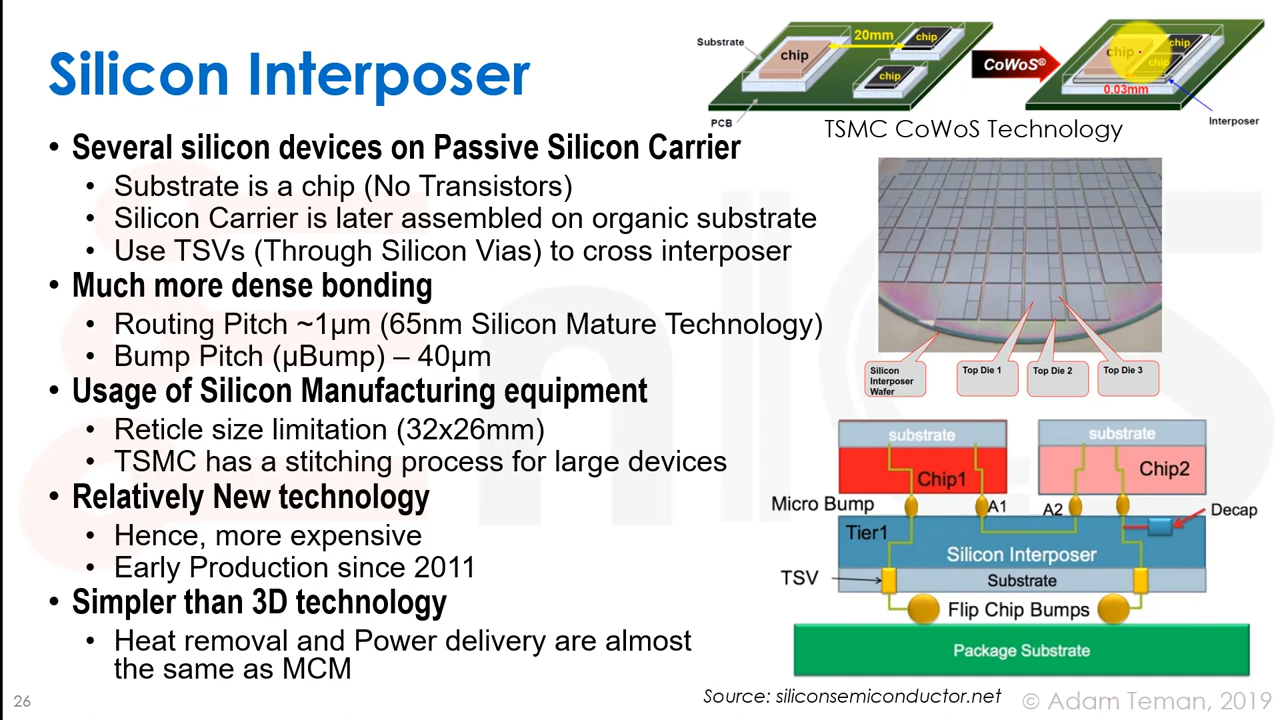 Silicon Interposer
• Several silicon devices on Passive Silicon Carrier
• Substrate is a chip (No Transistors)
• Silicon Carrier is later assembled on organic substrate
• Use TSVs (Through Silicon Vias) to cross interposer
• Much more dense bonding
• Routing Pitch ~1µm (65nm Silicon Mature Technology)
• Bump Pitch (µBump) – 40µm
• Usage of Silicon Manufacturing equipment
• Reticle size limitation (32x26mm)
• TSMC has a stitching process for large devices
• Relatively New technology
• Hence, more expensive
• Early Production since 2011
• Simpler than 3D technology
• Heat removal and Power delivery are almost
the same as MCM
Substrate
chip
20mm
chip
chip
PCB
CoWoS®
chip
chip
chip
0.03mm
Interposer
TSMC CoWoS Technology
Silicon
Interposer
Wafer
Top Die 1
Top Die 2
Top Die 3
substrate
substrate
Chip1
Chip2
Micro Bump
A1
A2
Decap
Tier1
Silicon Interposer
TSV
Substrate
Flip Chip Bumps
Package Substrate
Source: siliconsemiconductor.net
© Adam Teman, 2019
26